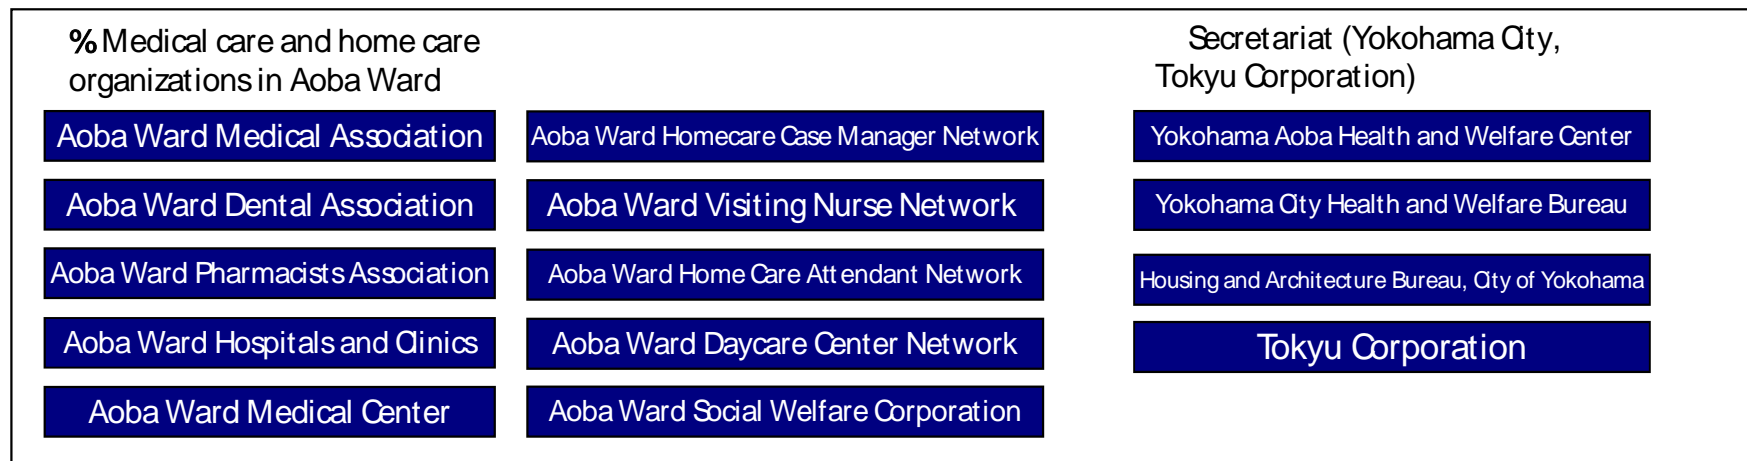 % Medical care and home care
organizations in Aoba Ward
Aoba Ward Medical Association
Aoba Ward Dental Association
Aoba Ward Pharmacists Association
Aoba Ward Hospitals and Clinics
Aoba Ward Medical Center
Aoba Ward Homecare Case Manager Network
Aoba Ward Visiting Nurse Network
Aoba Ward Home Care Attendant Network
Aoba Ward Daycare Center Network
Aoba Ward Social Welfare Corporation
Secretariat (Yokohama City,
Tokyu Corporation)
Yokohama Aoba Health and Welfare Center
Yokohama City Health and Welfare Bureau
Housing and Architecture Bureau, City of Yokohama
Tokyu Corporation